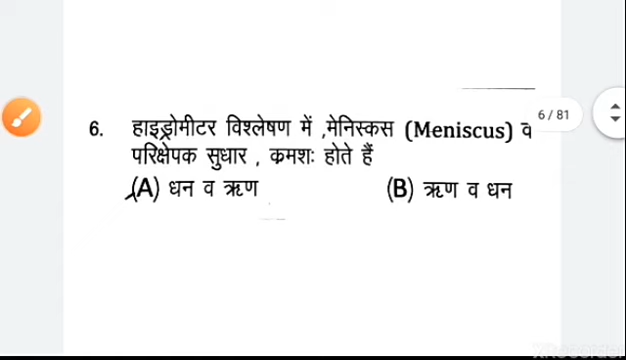 6 / 81
6. हाइड्रोमीटर विश्लेषण में ,मेनिस्कस (Meniscus) व
परिक्षेपक सुधार , क्रमशः होते हैं
(A) धन व ऋण (B) ऋण व धन